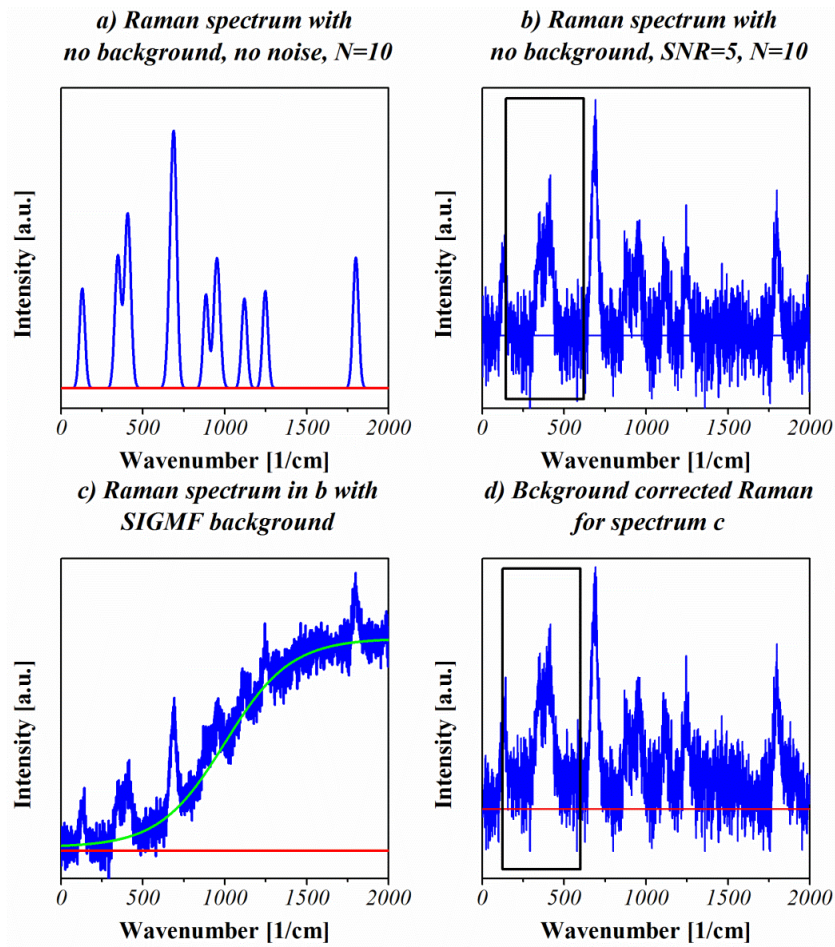 a) Raman spectrum with
no background, no noise, N=10
Intensity [a.u.]
0 500 1000 1500 2000
Wavenumber [1/cm]
b) Raman spectrum with
no background, SNR=5, N=10
Intensity [a.u.]
0 500 1000 1500 2000
Wavenumber [1/cm]
c) Raman spectrum in b with
SIGMF background
Intensity [a.u.]
0 500 1000 1500 2000
Wavenumber [1/cm]
d) Bckground corrected Raman
for spectrum c
Intensity [a.u.]
0 500 1000 1500 2000
Wavenumber [1/cm]